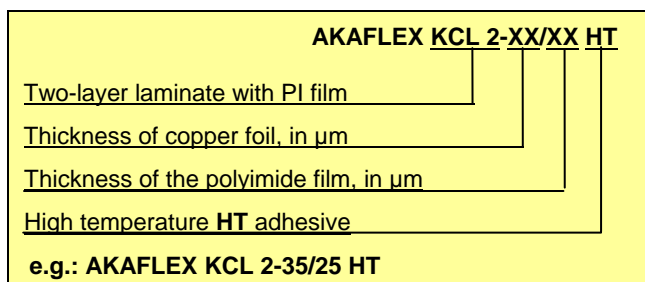 AKAFLEX KCL 2-XX/XX HT
Two-layer laminate with PI film
Thickness of copper foil, in µm
Thickness of the polyimide film, in µm
High temperature HT adhesive
e.g.: AKAFLEX KCL 2-35/25 HT